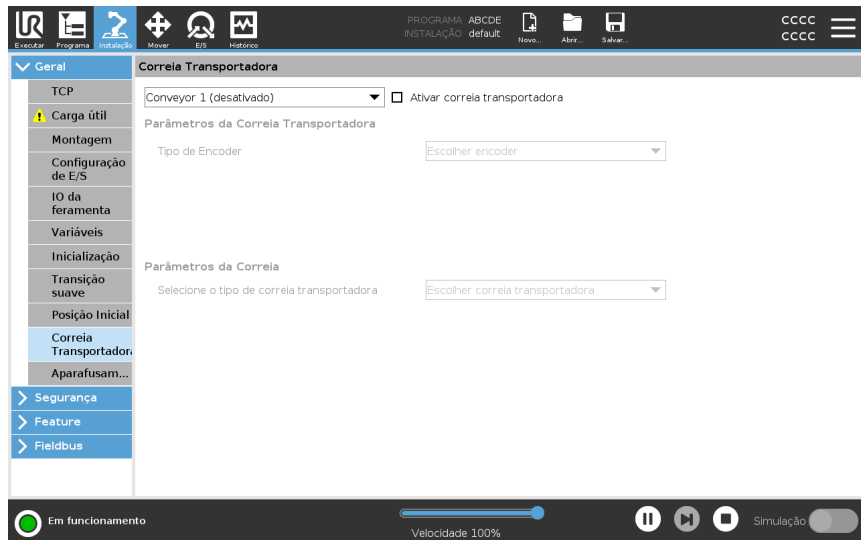 UR
Executar
Programa
Instalação
Mover
E/S
Histórico
PROGRAMA ABCDE
INSTALAÇÃO default
Novo...
Abrir...
Salvar...
CCCC
CCCC
Geral
TCP
Carga útil
Montagem
Configuração
de E/S
IO da
feramenta
Variáveis
Inicialização
Transição
suave
Posição Inicial
Correia
Transportadora
Aparafusam...
Segurança
Feature
Fieldbus
Correia Transportadora
Conveyor 1 (desativado)
Ativar correia transportadora
Parâmetros da Correia Transportadora
Tipo de Encoder
Escolher encoder
Parâmetros da Correia
Selecione o tipo de correia transportadora
Escolher correia transportadora
Em funcionamento
Velocidade 100%
Simulação